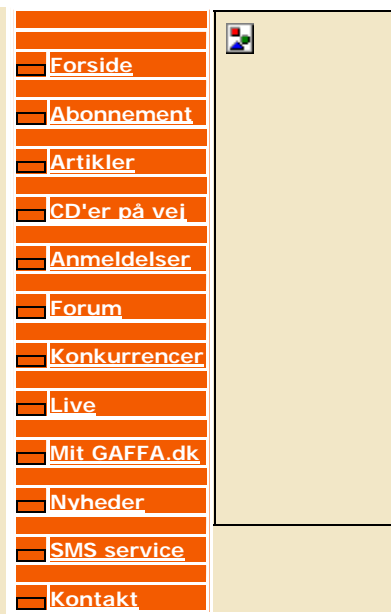 Forside
Abonnement
Artikler
CD'er på vej
Anmeldelser
Forum
Konkurrencer
Live
Mit GAFFA.dk
Nyheder
SMS service
Kontakt